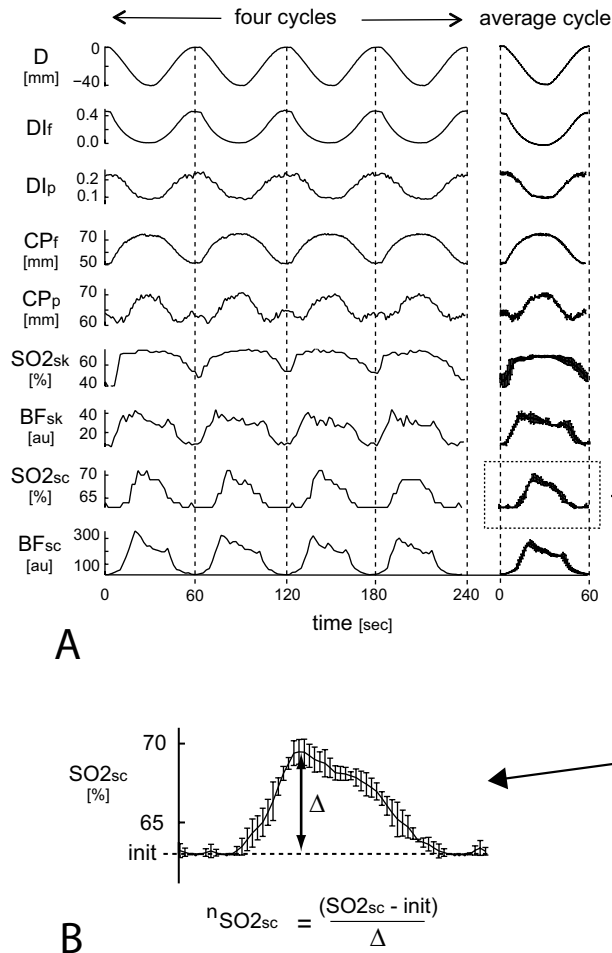 four cycles
average cycle
D
[mm]
0
−40
DIf
0.4
0.0
DIp
0.2
0.1
CPf
[mm]
70
50
CPp
[mm]
70
60
SO2sk
[%]
60
40
BFsk
[au]
40
20
SO2sc
[%]
70
65
BFsc
[au]
300
100
0 60 120 180 240
0 60
time [sec]
A
SO2sc
[%]
70
65
init
Δ
nSO2sc = (SO2sc - init)
Δ
B